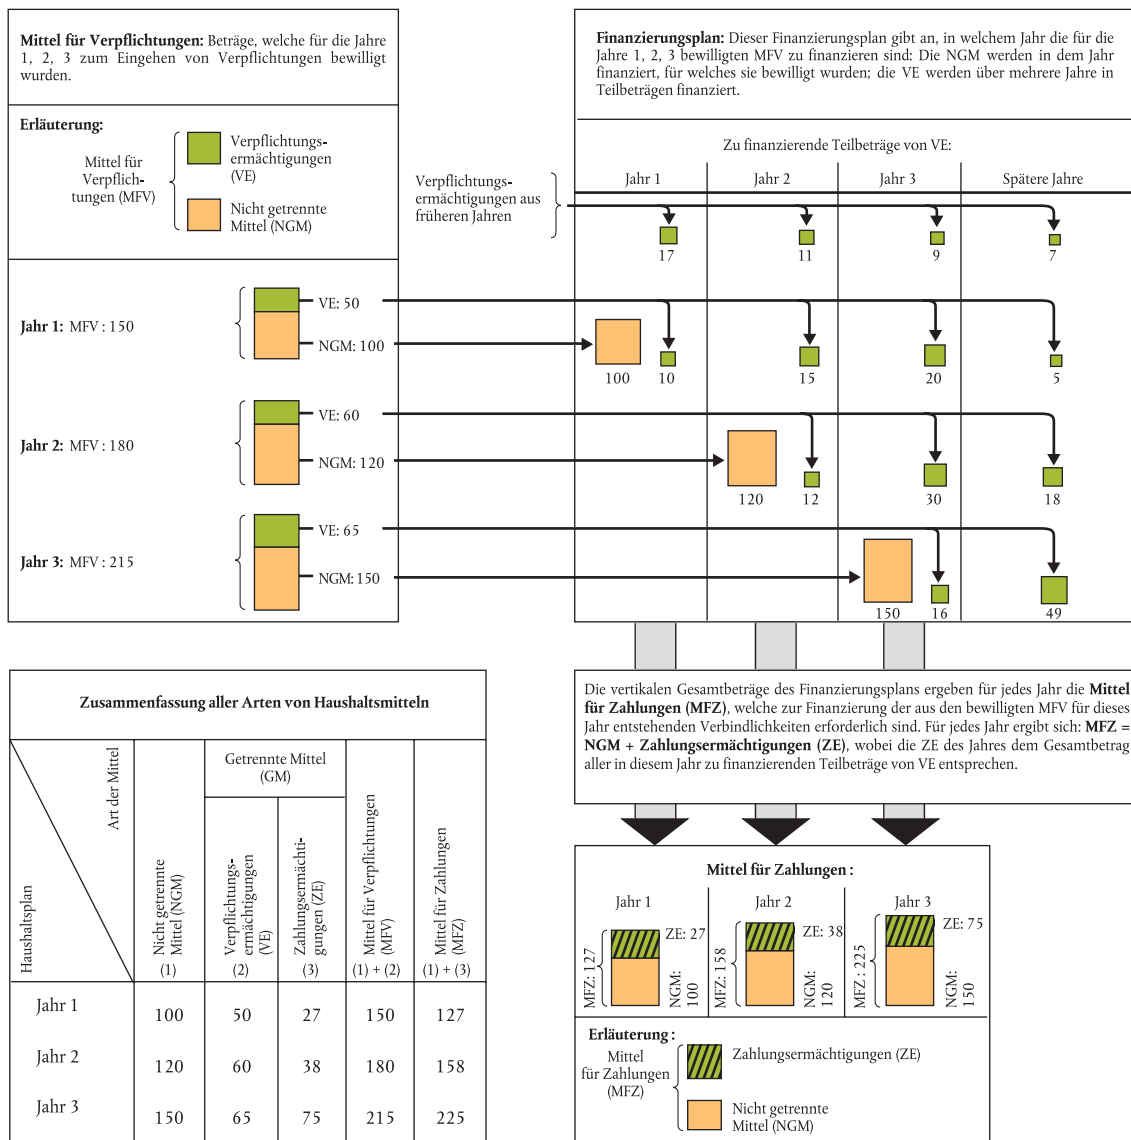 Mittel für Verpflichtungen: Beträge, welche für die Jahre
1, 2, 3 zum Eingehen von Verpflichtungen bewilligt
wurden.
Erläuterung:
Mittel für
Verpflich-
tungen (MFV)
Verpflichtungs-
ermächtigungen
(VE)
Nicht getrennte
Mittel (NGM)
Jahr 1: MFV : 150
VE: 50
NGM: 100
Jahr 2: MFV : 180
VE: 60
NGM: 120
Jahr 3: MFV : 215
VE: 65
NGM: 150
Finanzierungsplan: Dieser Finanzierungsplan gibt an, in welchem Jahr die für die
Jahre 1, 2, 3 bewilligten MFV zu finanzieren sind: Die NGM werden in dem Jahr
finanziert, für welches sie bewilligt wurden; die VE werden über mehrere Jahre in
Teilbeträgen finanziert.
Zu finanzierende Teilbeträge von VE:
Jahr 1 Jahr 2 Jahr 3 Spätere Jahre
Verpflichtungs-
ermächtigungen aus
früheren Jahren
17 11 9 7
100 10 15 20 5
120 12 30 18
150 16 49
Die vertikalen Gesamtbeträge des Finanzierungsplans ergeben für jedes Jahr die Mittel
für Zahlungen (MFZ), welche zur Finanzierung der aus den bewilligten MFV für dieses
Jahr entstehenden Verbindlichkeiten erforderlich sind. Für jedes Jahr ergibt sich: MFZ =
NGM + Zahlungsermächtigungen (ZE), wobei die ZE des Jahres dem Gesamtbetrag
aller in diesem Jahr zu finanzierenden Teilbeträge von VE entsprechen.
Zusammenfassung aller Arten von Haushaltsmitteln
Haushaltsplan
Art der Mittel
Nicht getrennte
Mittel (NGM)
(1)
Getrennte Mittel
(GM)
Verpflichtungs-
ermächtigungen
(VE)
(2)
Zahlungsermächti-
gungen (ZE)
(3)
Mittel für Verpflichtungen
(MFV)
(1) + (2)
Mittel für Zahlungen
(MFZ)
(1) + (3)
Jahr 1 100 50 27 150 127
Jahr 2 120 60 38 180 158
Jahr 3 150 65 75 215 225
Mittel für Zahlungen :
Jahr 1
MFZ: 127
ZE: 27
NGM:
100
Jahr 2
MFZ: 158
ZE: 38
NGM:
120
Jahr 3
MFZ : 225
ZE: 75
NGM:
150
Erläuterung :
Mittel
für Zahlungen
(MFZ)
Zahlungsermächtigungen (ZE)
Nicht getrennte
Mittel (NGM)